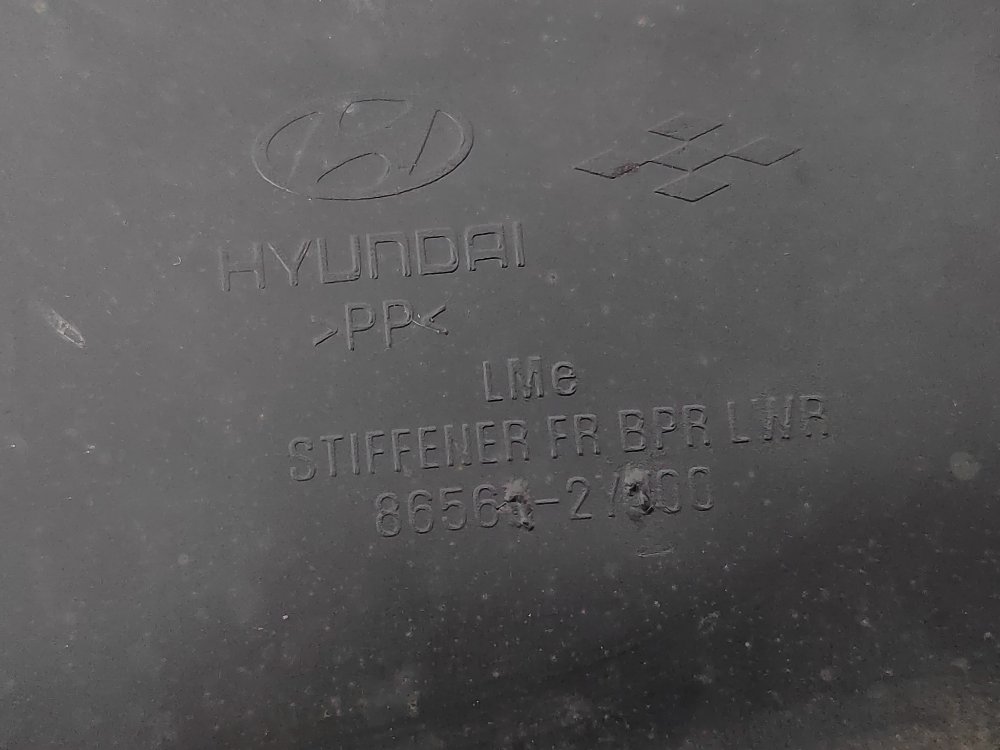 HYUNDAI
>PP<
LMe
STIFFENER FR BPR LWR